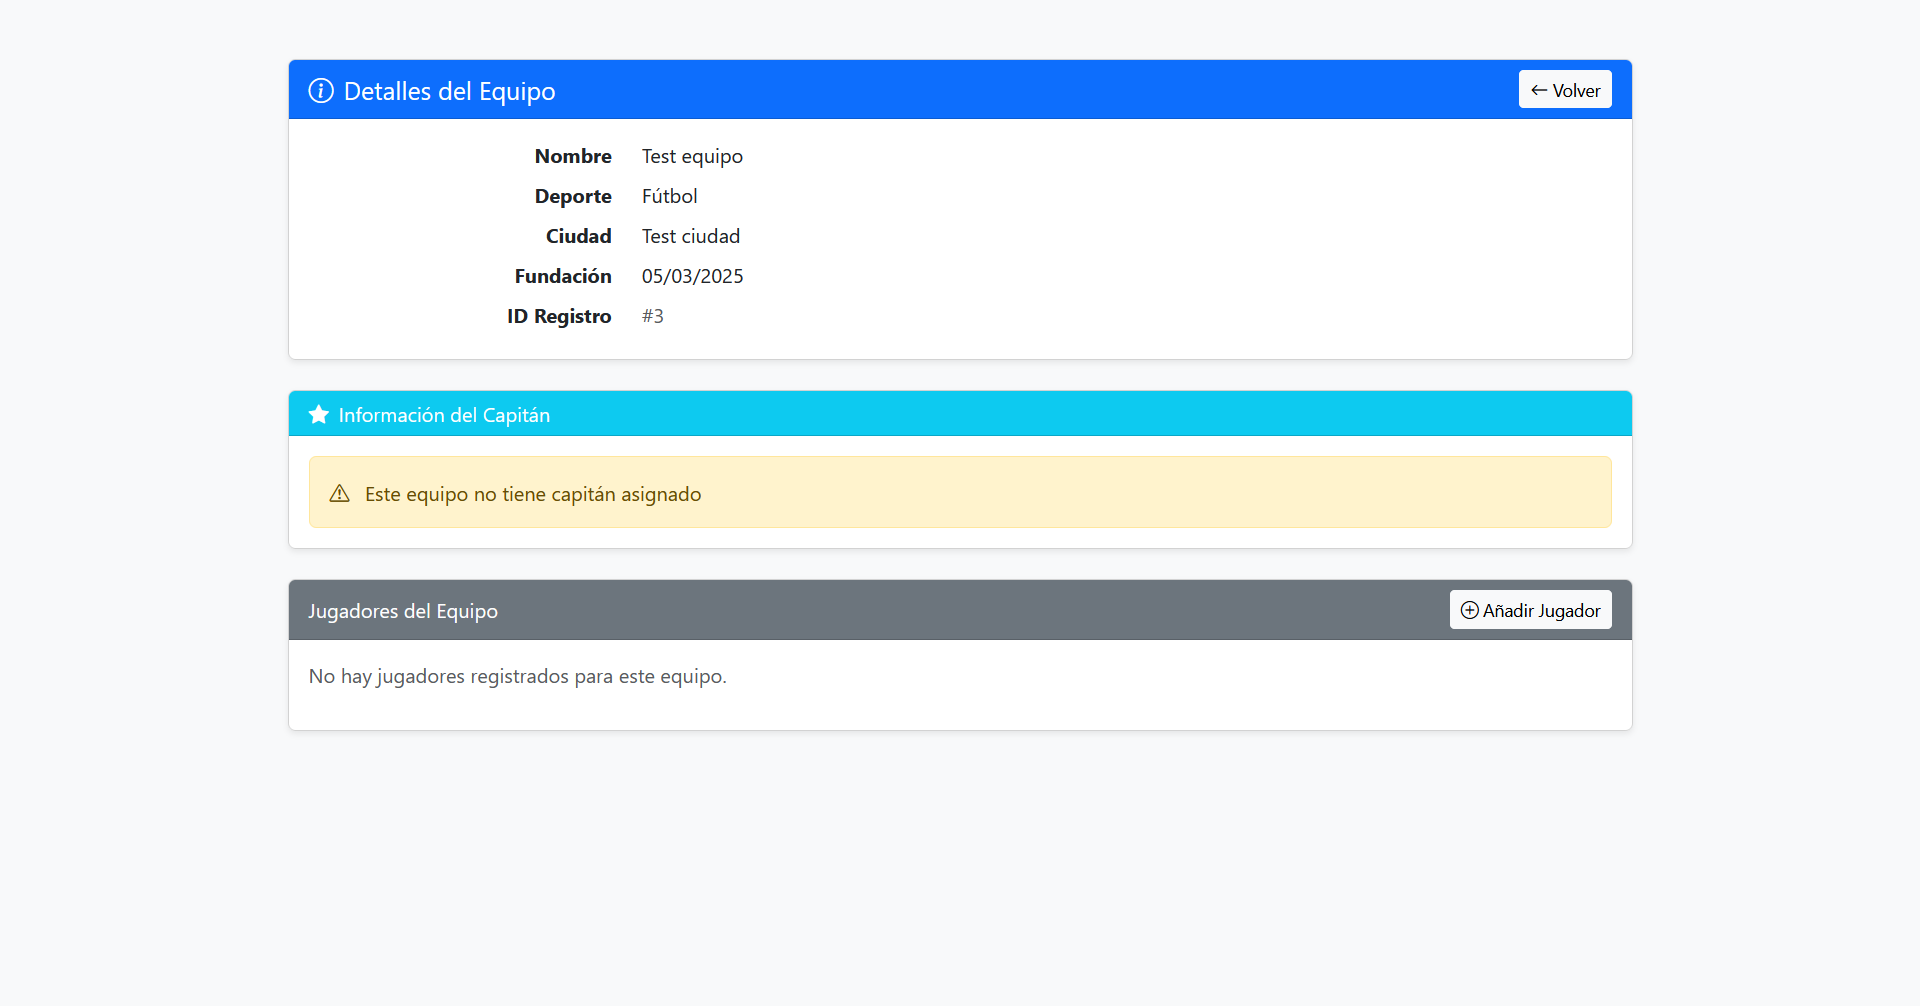 Detalles del Equipo
Volver
Nombre Test equipo
Deporte Fútbol
Ciudad Test ciudad
Fundación 05/03/2025
ID Registro #3
Información del Capitán
Este equipo no tiene capitán asignado
Jugadores del Equipo
Añadir Jugador
No hay jugadores registrados para este equipo.